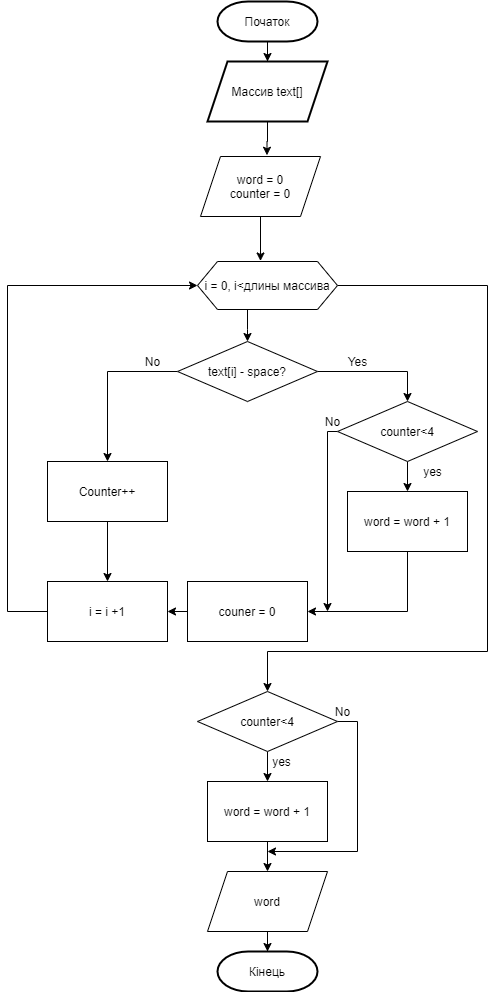 Початок
Массив text[]
word = 0
counter = 0
i = 0, i<длины массива
No
text[i] - space?
Yes
No
counter<4
yes
Counter++
word = word + 1
i = i +1
couner = 0
counter<4
No
yes
word = word + 1
word
Кінець